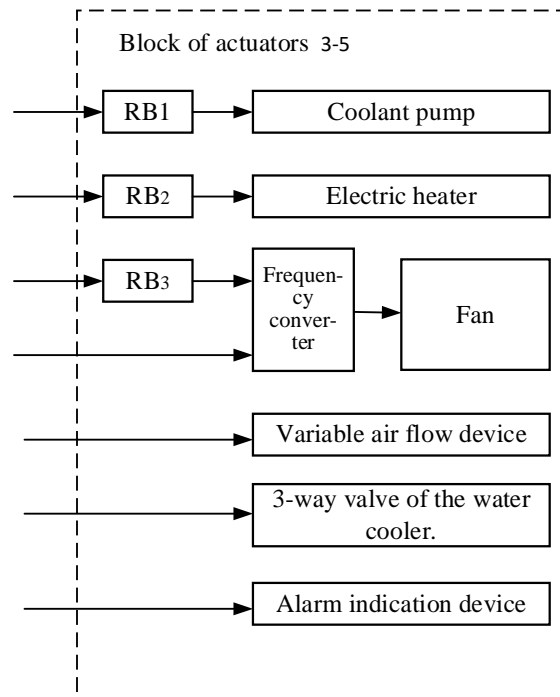 Block of actuators 3-5
RB1
Coolant pump
RB2
Electric heater
RB3
Frequen-
cy
conver-
ter
Fan
Variable air flow device
3-way valve of the water
cooler.
Alarm indication device